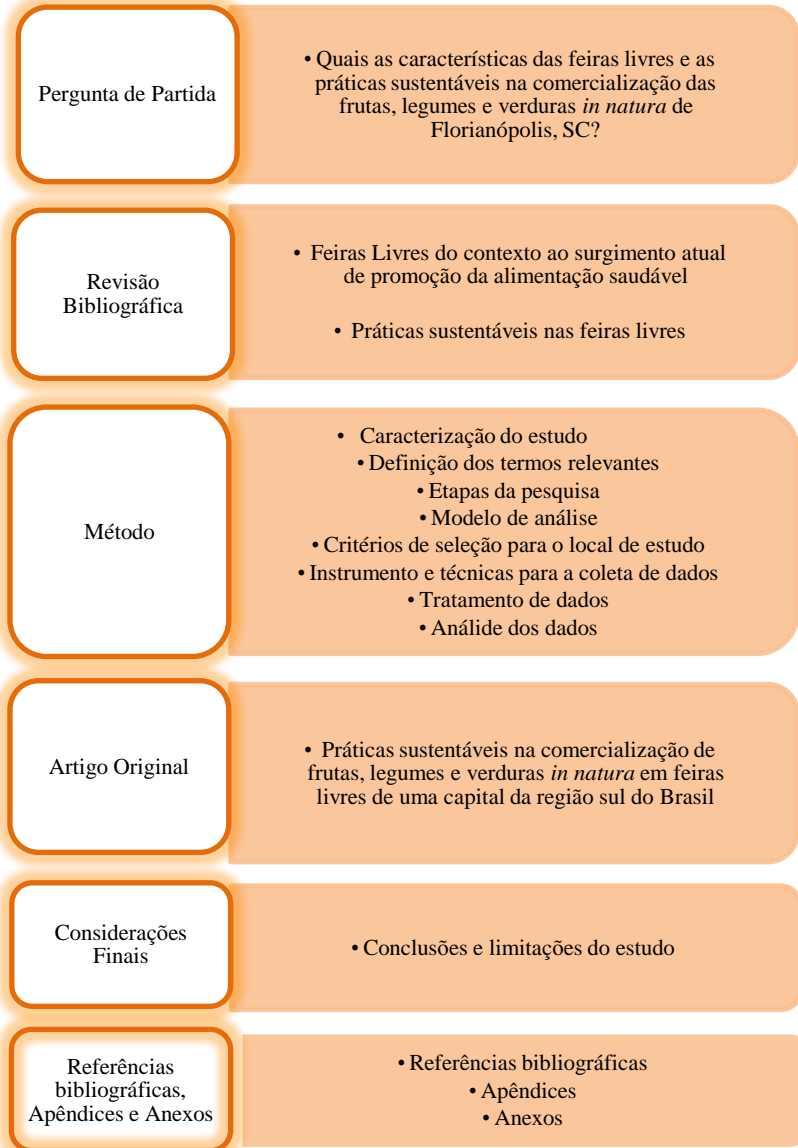 Pergunta de Partida
• Quais as características das feiras livres e as
práticas sustentáveis na comercialização das
frutas, legumes e verduras in natura de
Florianópolis, SC?
Revisão
Bibliográfica
• Feiras Livres do contexto ao surgimento atual
de promoção da alimentação saudável
• Práticas sustentáveis nas feiras livres
Método
• Caracterização do estudo
• Definição dos termos relevantes
• Etapas da pesquisa
• Modelo de análise
• Critérios de seleção para o local de estudo
• Instrumento e técnicas para a coleta de dados
• Tratamento de dados
• Análide dos dados
Artigo Original
• Práticas sustentáveis na comercialização de
frutas, legumes e verduras in natura em feiras
livres de uma capital da região sul do Brasil
Considerações
Finais
• Conclusões e limitações do estudo
Referências
bibliográficas,
Apêndices e Anexos
• Referências bibliográficas
• Apêndices
• Anexos